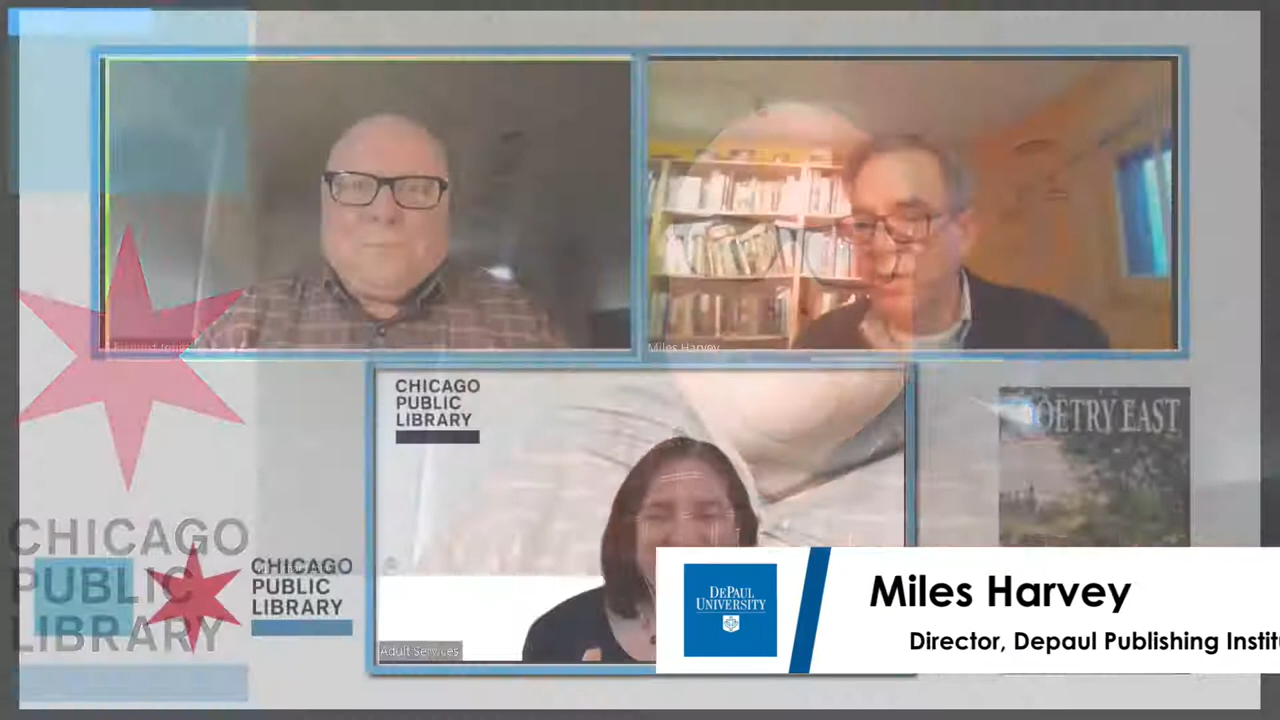 Miles Harvey
CHICAGO
PUBLIC
LIBRARY
POETRY EAST
CHICAGO
PUBLIC
LIBRARY
CHICAGO
PUBLIC
LIBRARY
Adult Services
DEPAUL
UNIVERSITY
Miles Harvey
Director, Depaul Publishing Institu